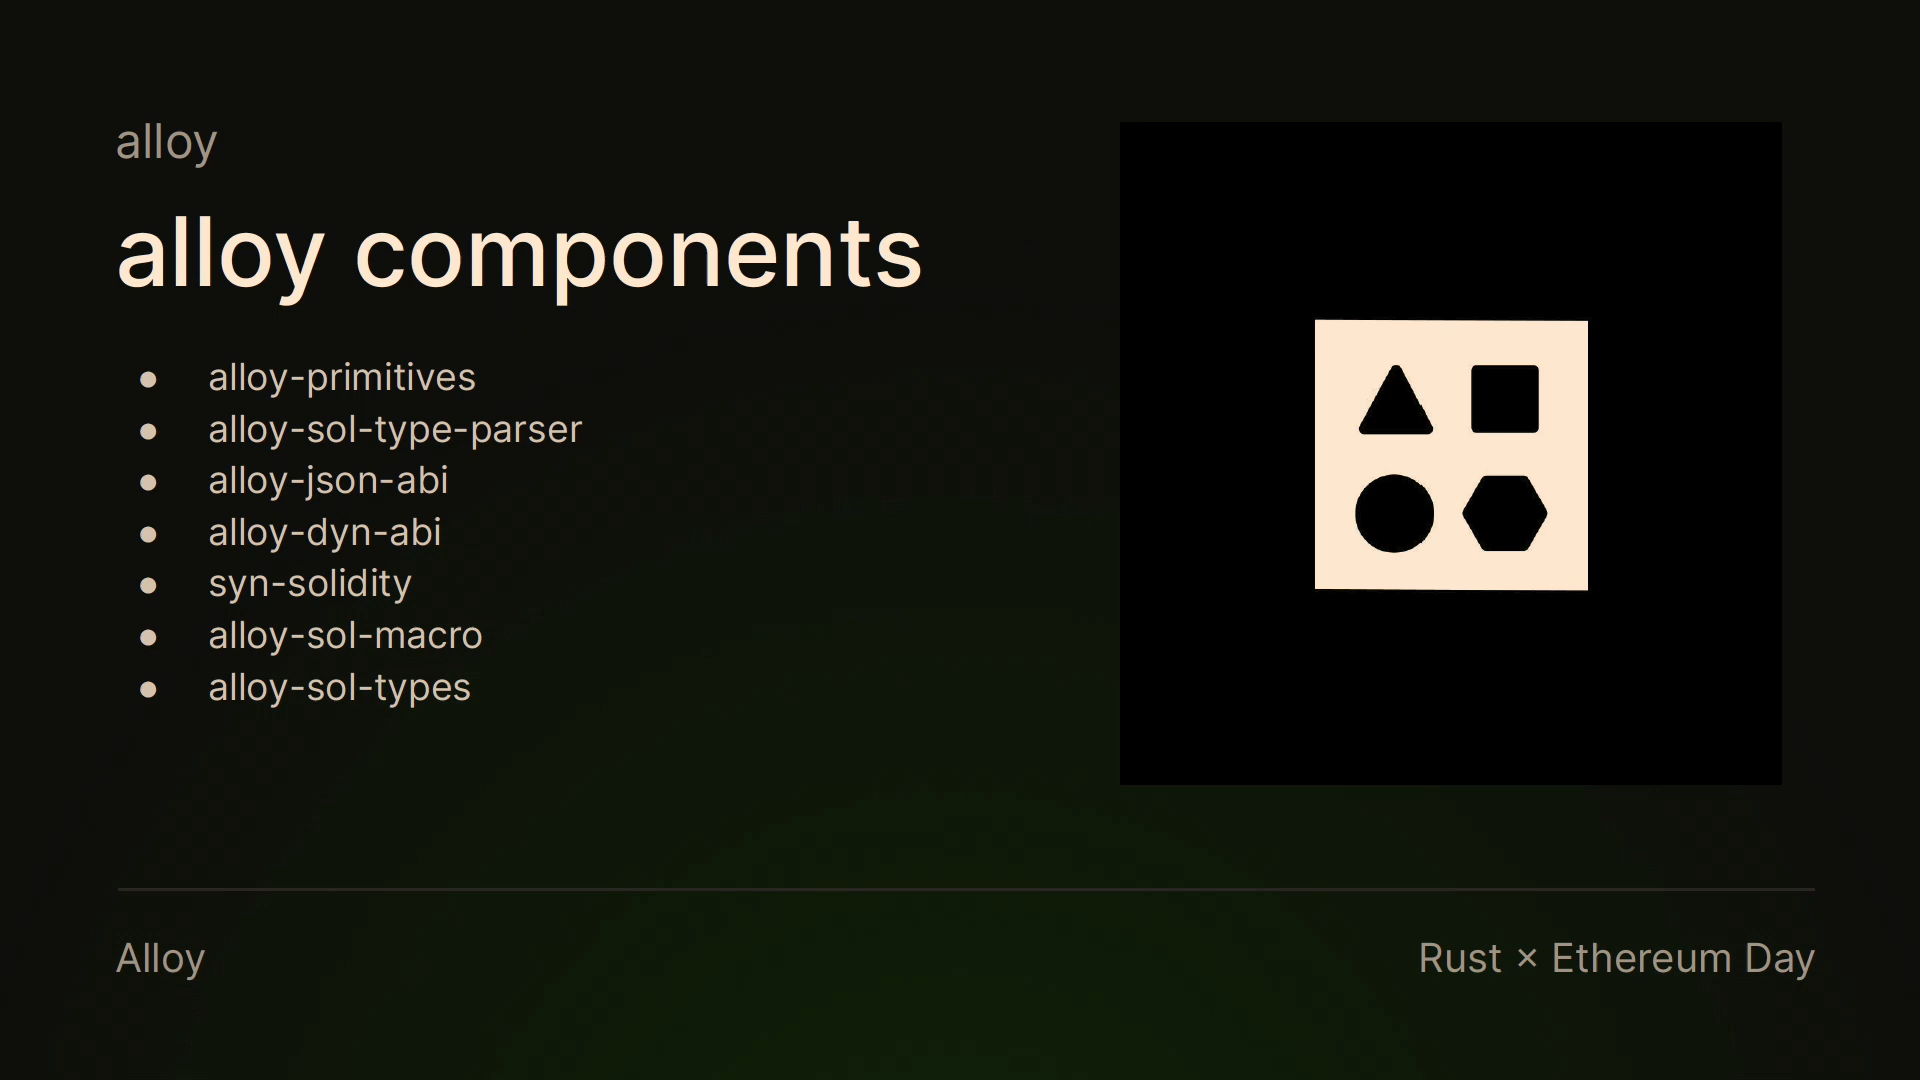 alloy
alloy components
● alloy-primitives
● alloy-sol-type-parser
● alloy-json-abi
● alloy-dyn-abi
● syn-solidity
● alloy-sol-macro
● alloy-sol-types
Alloy
Rust × Ethereum Day